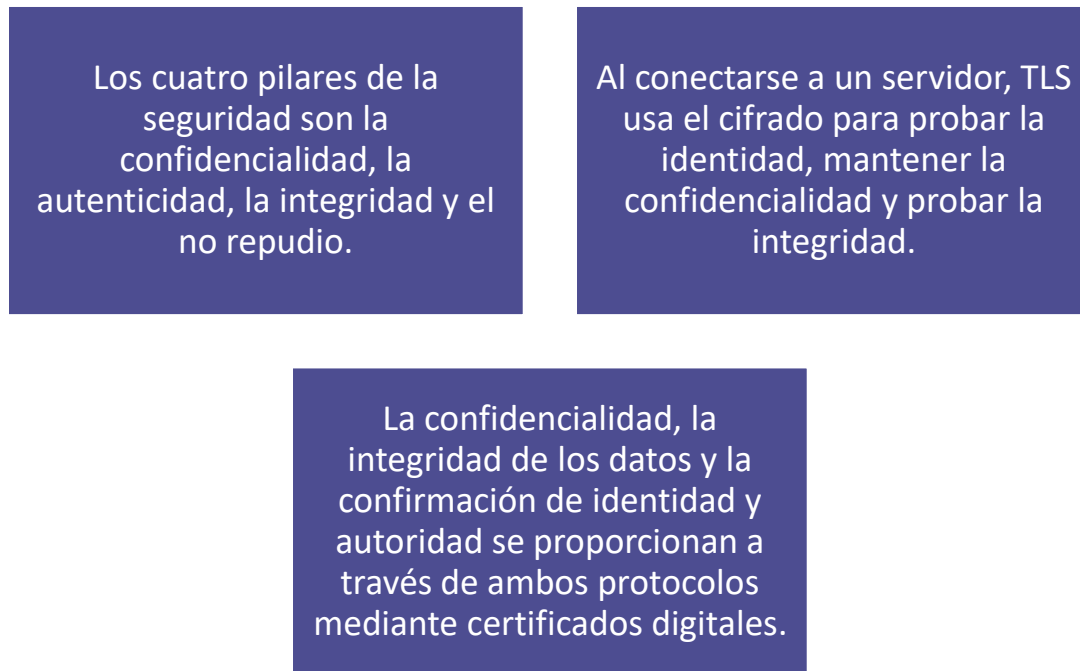 Los cuatro pilares de la
seguridad son la
confidencialidad, la
autenticidad, la integridad y el
no repudio.
Al conectarse a un servidor, TLS
usa el cifrado para probar la
identidad, mantener la
confidencialidad y probar la
integridad.
La confidencialidad, la
integridad de los datos y la
confirmación de identidad y
autoridad se proporcionan a
través de ambos protocolos
mediante certificados digitales.